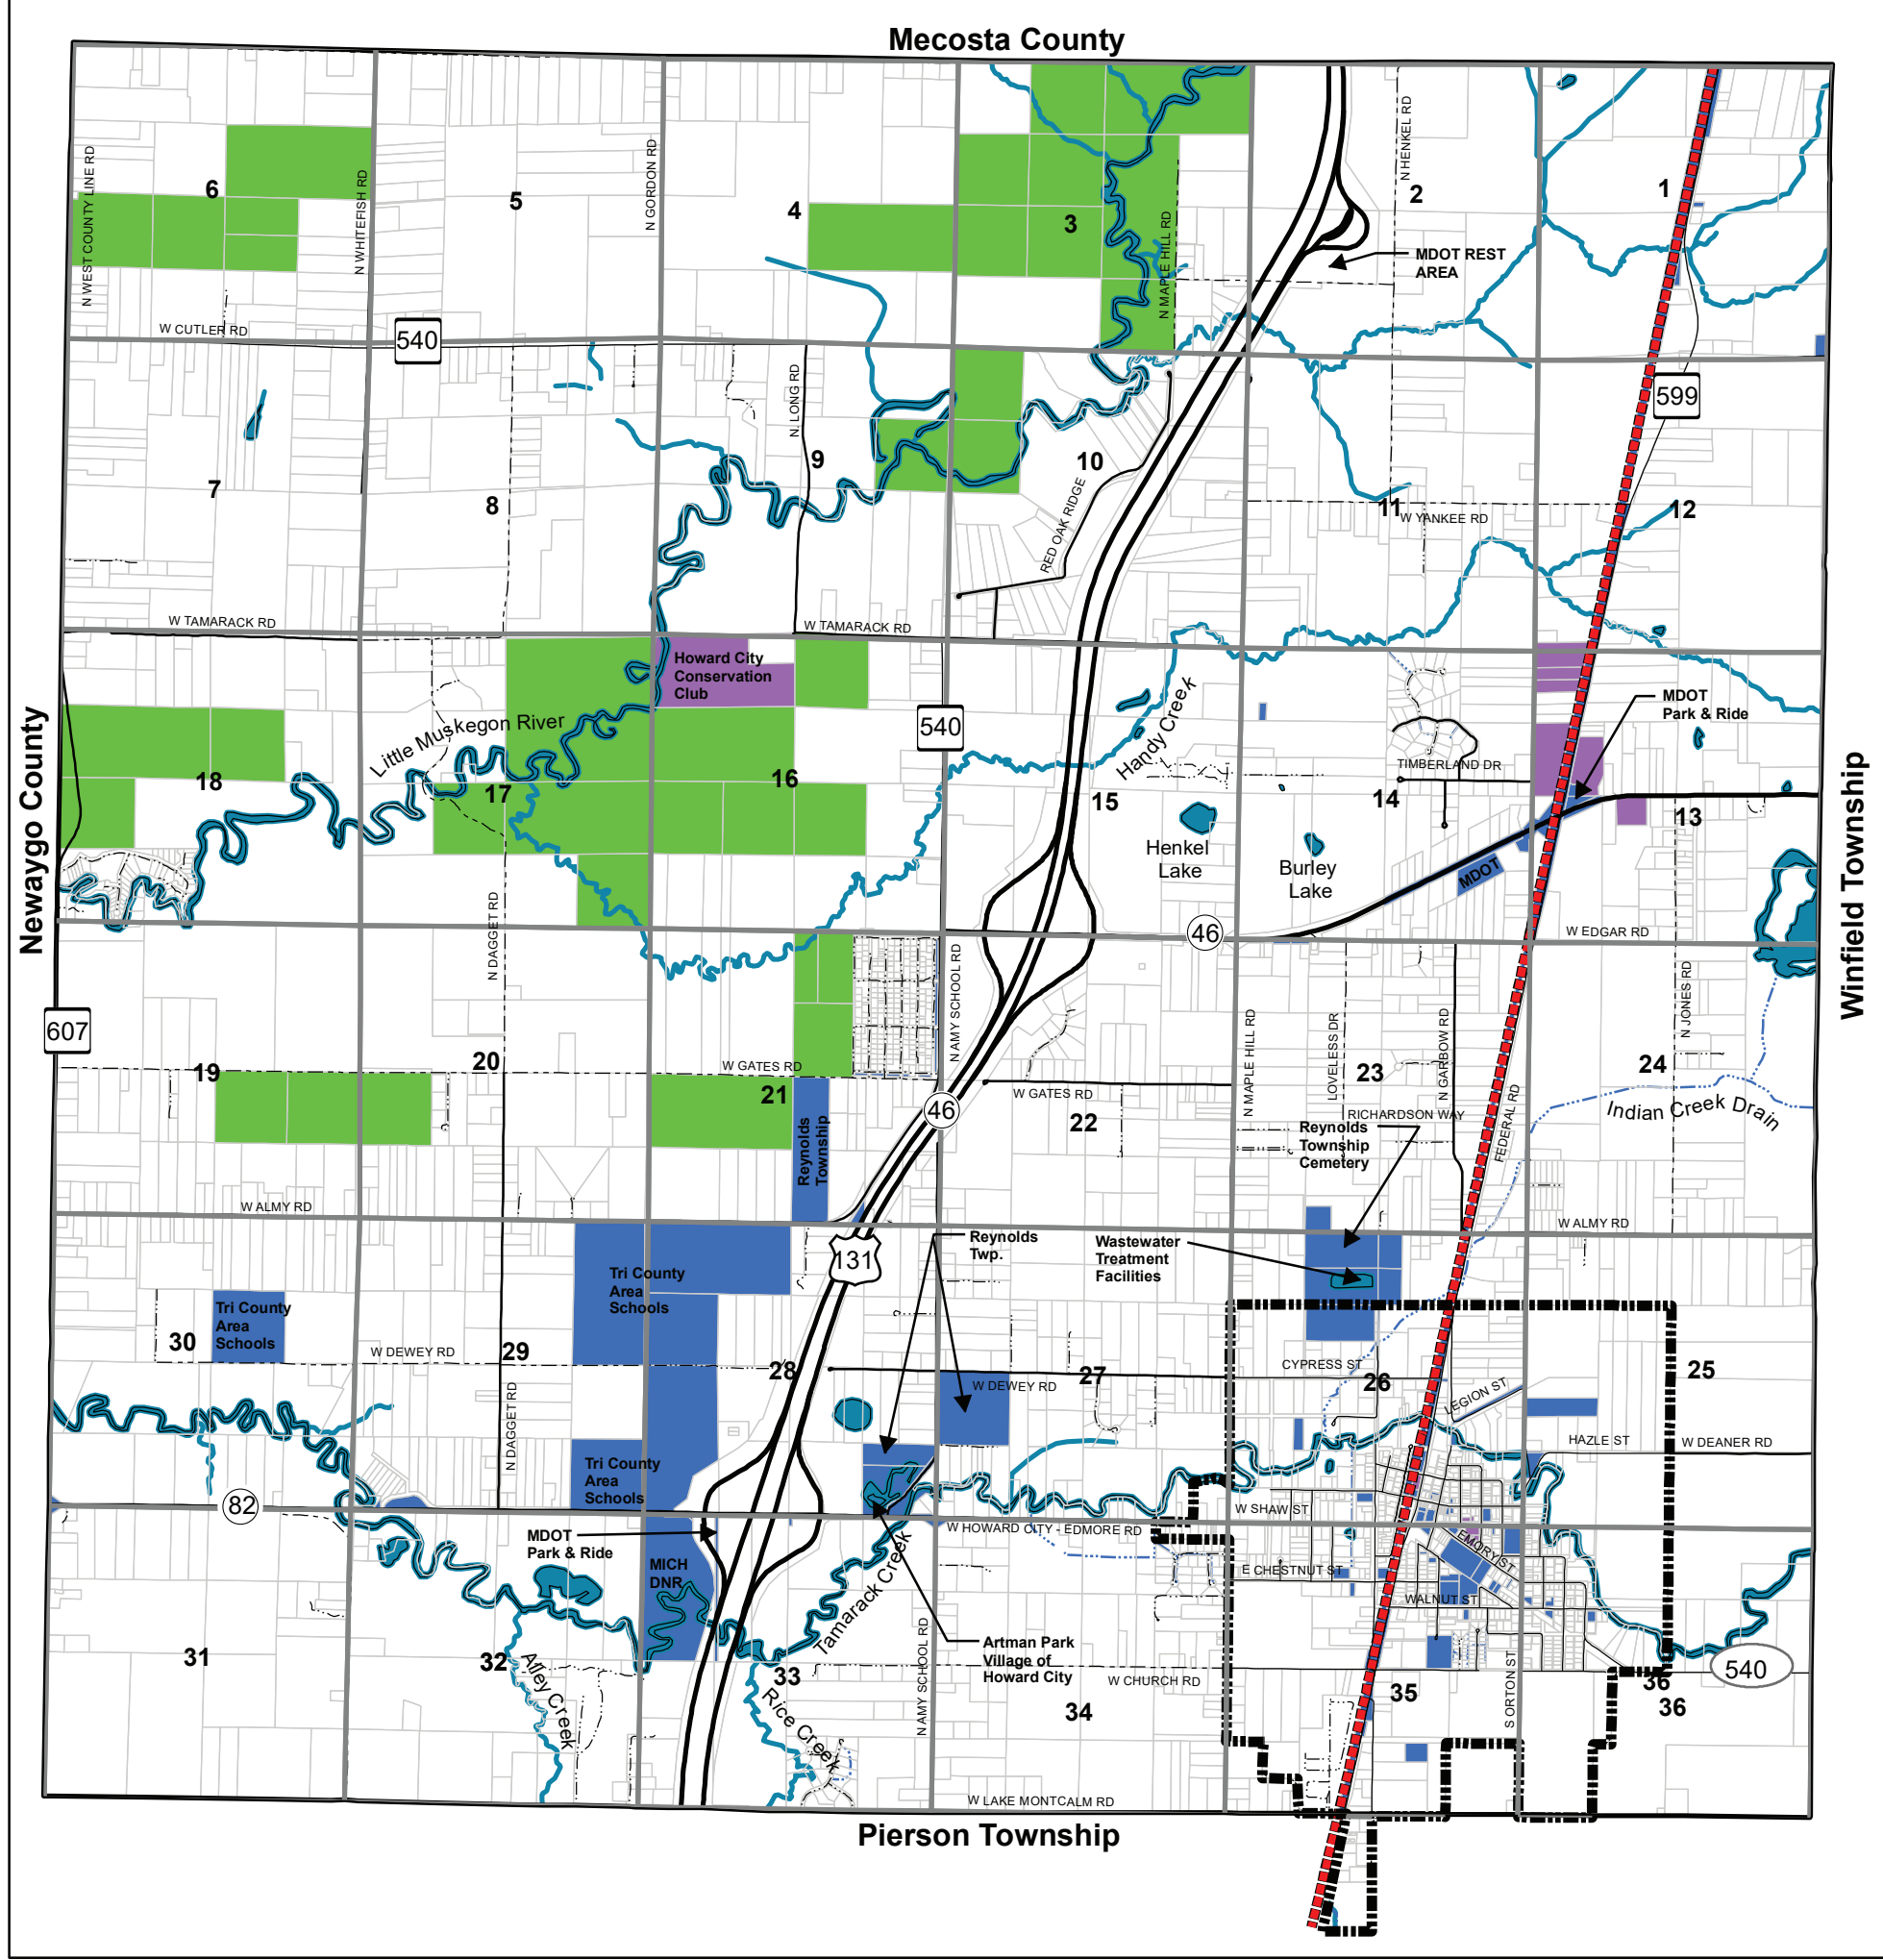 Mecosta County
N WEST COUNTY LINE RD
6
N WHITEFISH RD
5
N GORDON RD
4
3
N MAPLE HILL RD
N HENKEL RD
2
1
MDOT REST
AREA
W CUTLER RD
540
599
7
8
N LONG RD
9
10
RED OAK RIDGE
11
W YANKEE RD
12
W TAMARACK RD
W TAMARACK RD
Howard City
Conservation
Club
Little Muskegon River
540
Handy Creek
MDOT
Park & Ride
TIMBERLAND DR
18
17
16
15
14
13
Henkel
Lake
Burley
Lake
MDOT
Newaygo County
Winfield Township
N DAGGET RD
46
W EDGAR RD
N AMY SCHOOL RD
N MAPLE HILL RD
LOVELESS DR
N GARBOW RD
N JONES RD
607
19
20
W GATES RD
21
46
W GATES RD
22
23
24
RICHARDSON WAY
FEDERAL RD
Indian Creek Drain
Reynolds
Township
Reynolds
Township
Cemetery
W ALMY RD
W ALMY RD
131
Reynolds
Twp.
Wastewater
Treatment
Facilities
Tri County
Area
Schools
Tri County
Area
Schools
30
W DEWEY RD
29
28
W DEWEY RD
27
CYPRESS ST
26
25
LEGION ST
N DAGGET RD
HAZLE ST
W DEANER RD
Tri County
Area
Schools
82
W SHAW ST
W HOWARD CITY - EDMORE RD
MDOT
Park & Ride
MICH
DNR
EMORY ST
E CHESTNUT ST
WALNUT ST
Tamarack Creek
31
32
Alley Creek
33
Rice Creek
N AMY SCHOOL RD
Artman Park
Village of
Howard City
W CHURCH RD
34
35
S ORTON ST
36
36
540
W LAKE MONTCALM RD
Pierson Township